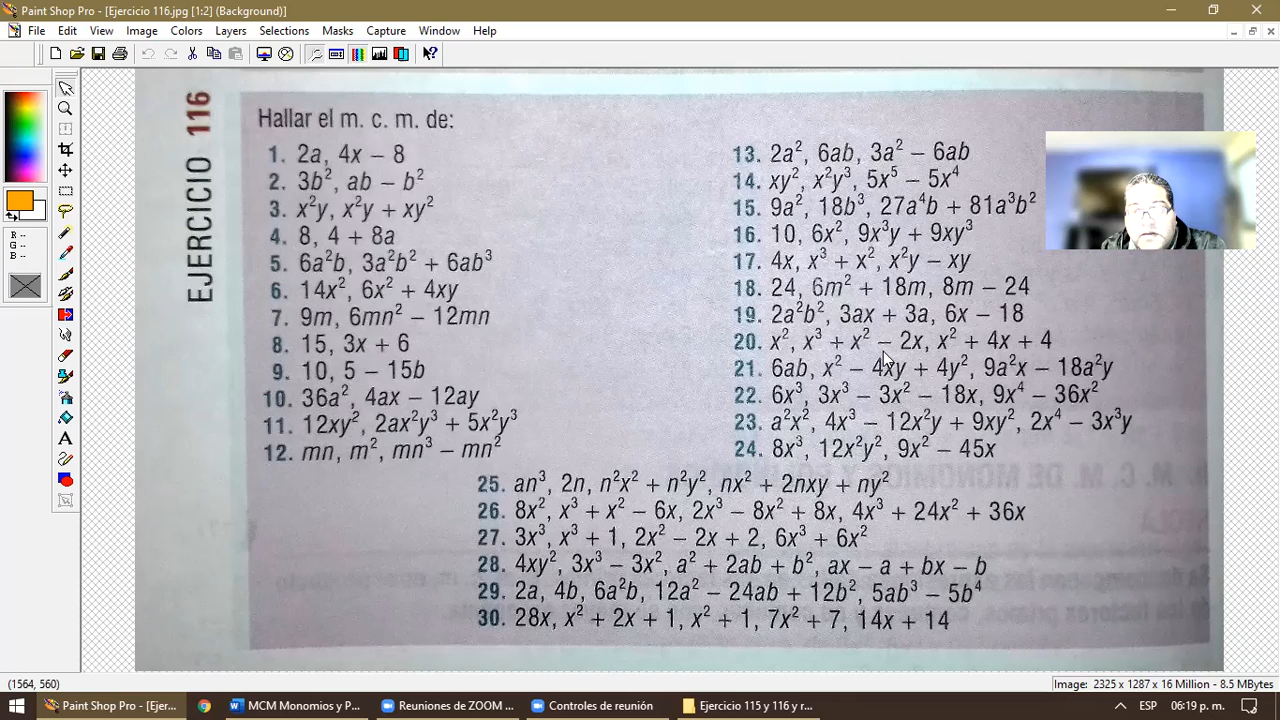 Paint Shop Pro - [Ejercicio 116.jpg [1:2] (Background)]
File Edit View Image Colors Layers Selections Masks Capture Window Help
EJERCICIO 116
Hallar el m. c. m. de:
1. 2a, 4x – 8
2. 3b², ab – b²
3. x²y, x²y + xy²
4. 8, 4 + 8a
5. 6a²b, 3a²b² + 6ab³
6. 14x², 6x² + 4xy
7. 9m, 6mn² – 12mn
8. 15, 3x + 6
9. 10, 5 – 15b
10. 36a², 4ax – 12ay
11. 12xy², 2ax²y³ + 5x²y³
12. mn, m², mn³ – mn²
13. 2a², 6ab, 3a² – 6ab
14. xy², x²y³, 5x⁵ – 5x⁴
15. 9a², 18b³, 27a⁴b + 81a³b²
16. 10, 6x², 9x³y + 9xy³
17. 4x, x³ + x², x²y – xy
18. 24, 6m² + 18m, 8m – 24
19. 2a²b², 3ax + 3a, 6x – 18
20. x², x³ + x² – 2x, x² + 4x + 4
21. 6ab, x² – 4xy + 4y², 9a²x – 18a²y
22. 6x³, 3x³ – 3x² – 18x, 9x⁴ – 36x²
23. a²x², 4x³ – 12x²y + 9xy², 2x⁴ – 3x³y
24. 8x³, 12x²y², 9x² – 45x
25. an³, 2n, n²x² + n²y², nx² + 2nxy + ny²
26. 8x², x³ + x² – 6x, 2x³ – 8x² + 8x, 4x³ + 24x² + 36x
27. 3x³, x³ + 1, 2x² – 2x + 2, 6x³ + 6x²
28. 4xy², 3x³ – 3x², a² + 2ab + b², ax – a + bx – b
29. 2a, 4b, 6a²b, 12a² – 24ab + 12b², 5ab³ – 5b⁴
30. 28x, x² + 2x + 1, x² + 1, 7x² + 7, 14x + 14
R: --
G: --
B: --
(1564, 560)
Image: 2325 x 1287 x 16 Million - 8.5 MBytes
Paint Shop Pro - [Ejer... MCM Monomios y P... Reuniones de ZOOM ... Controles de reunión Ejercicio 115 y 116 y r... ESP 06:19 p. m.